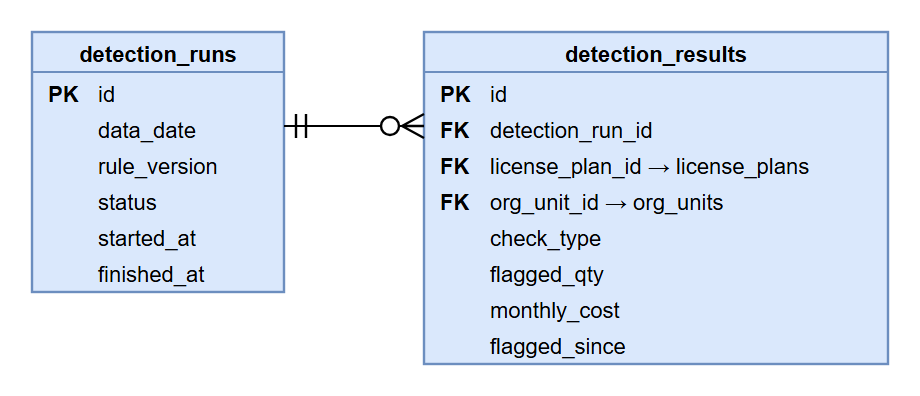 detection_runs
PK id
data_date
rule_version
status
started_at
finished_at
detection_results
PK id
FK detection_run_id
FK license_plan_id → license_plans
FK org_unit_id → org_units
check_type
flagged_qty
monthly_cost
flagged_since